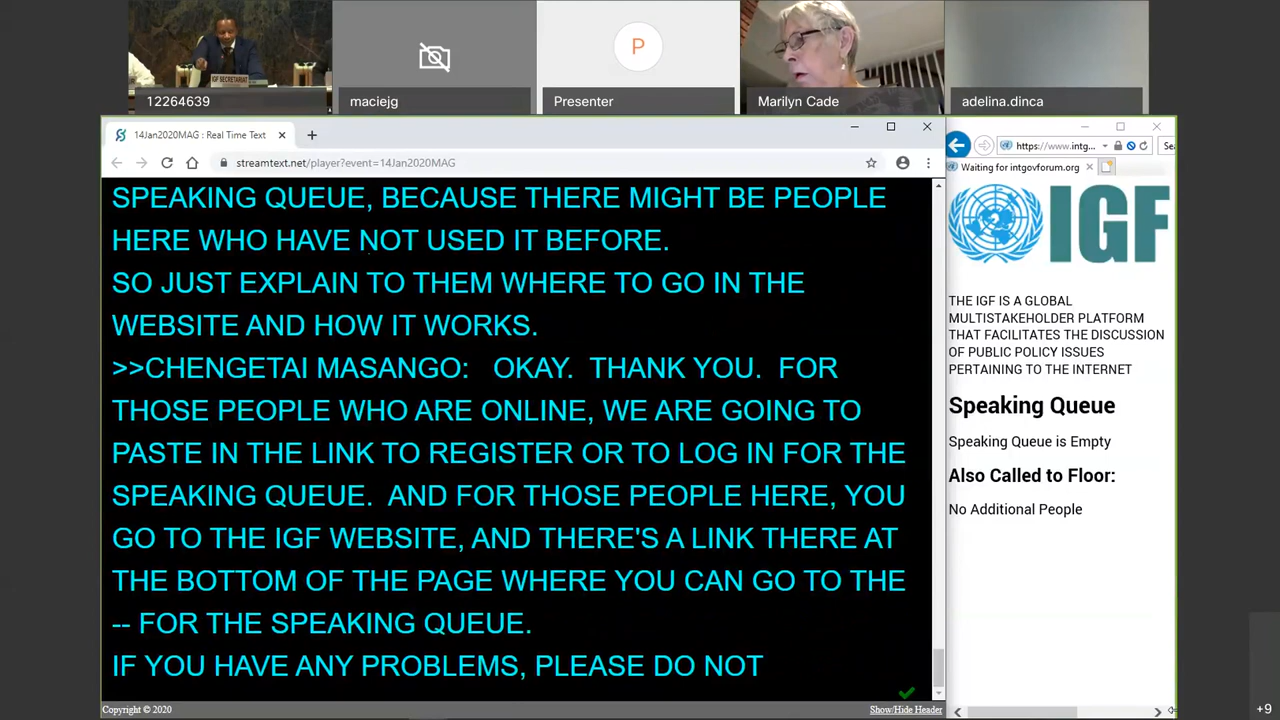 IGF SECRETARIAT
12264639
maciejg
P
Presenter
Marilyn Cade
adelina.dinca
14Jan2020MAG : Real Time Text
streamtext.net/player?event=14Jan2020MAG
SPEAKING QUEUE, BECAUSE THERE MIGHT BE PEOPLE
HERE WHO HAVE NOT USED IT BEFORE.
SO JUST EXPLAIN TO THEM WHERE TO GO IN THE
WEBSITE AND HOW IT WORKS.
>>CHENGETAI MASANGO:   OKAY.  THANK YOU.  FOR
THOSE PEOPLE WHO ARE ONLINE, WE ARE GOING TO
PASTE IN THE LINK TO REGISTER OR TO LOG IN FOR THE
SPEAKING QUEUE.  AND FOR THOSE PEOPLE HERE, YOU
GO TO THE IGF WEBSITE, AND THERE'S A LINK THERE AT
THE BOTTOM OF THE PAGE WHERE YOU CAN GO TO THE
-- FOR THE SPEAKING QUEUE.
IF YOU HAVE ANY PROBLEMS, PLEASE DO NOT
Copyright © 2020
Show/Hide Header
https://www.intg...
Sea
Waiting for intgovforum.org
IGF
THE IGF IS A GLOBAL
MULTISTAKEHOLDER PLATFORM
THAT FACILITATES THE DISCUSSION
OF PUBLIC POLICY ISSUES
PERTAINING TO THE INTERNET
Speaking Queue
Speaking Queue is Empty
Also Called to Floor:
No Additional People
+9